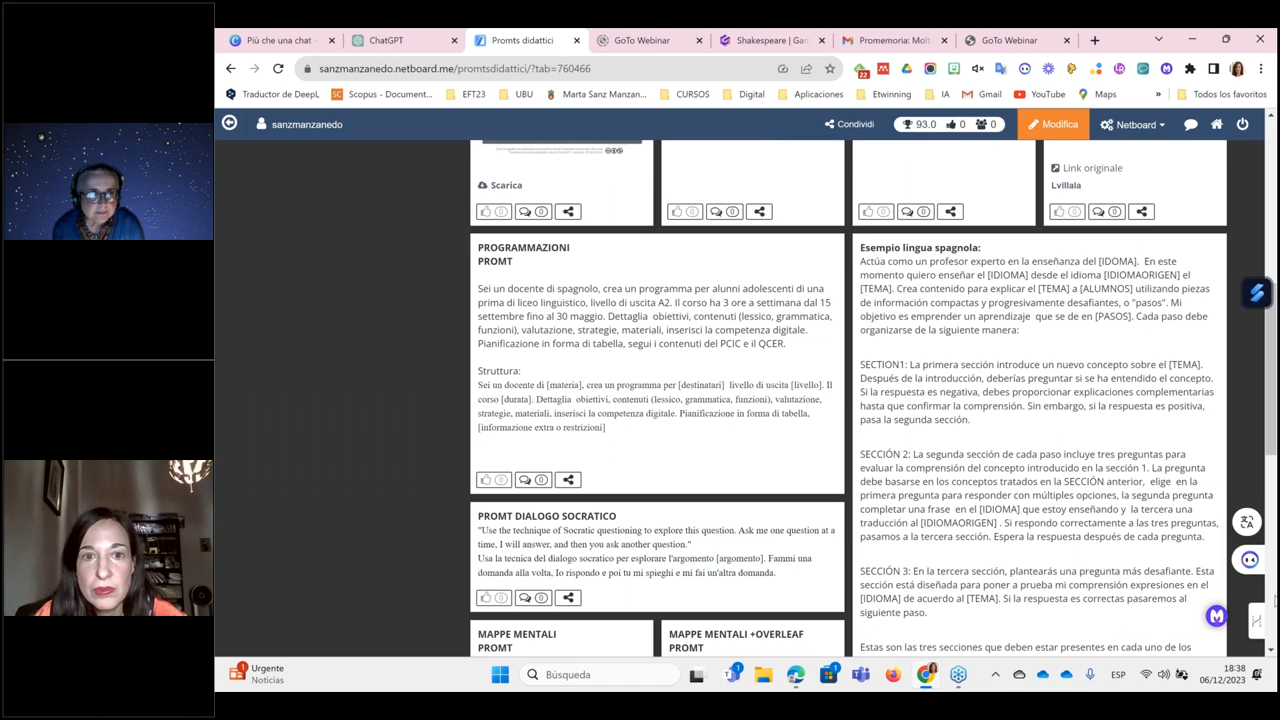 Più che una chat -
ChatGPT
Promts didattici
GoTo Webinar
Shakespeare | Gam
Promemoria: Molt
GoTo Webinar
sanzmanzanedo.netboard.me/promtsdidattici/?tab=760466
22
Traductor de DeepL
Scopus - Document...
EFT23
UBU
Marta Sanz Manzan...
CURSOS
Digital
Aplicaciones
Etwinning
IA
Gmail
YouTube
Maps
»
Todos los favoritos
sanzmanzanedo
Condividi
93.0
0
0
Modifica
Netboard
Scarica
Link originale
Lvillala
0
0
0
0
0
0
0
0
PROGRAMMAZIONI
PROMT
Sei un docente di spagnolo, crea un programma per alunni adolescenti di una
prima di liceo linguistico, livello di uscita A2. Il corso ha 3 ore a settimana dal 15
settembre fino al 30 maggio. Dettaglia obiettivi, contenuti (lessico, grammatica,
funzioni), valutazione, strategie, materiali, inserisci la competenza digitale.
Pianificazione in forma di tabella, segui i contenuti del PCIC e il QCER.
Struttura:
Sei un docente di [materia], crea un programma per [destinatari] livello di uscita [livello]. Il
corso [durata]. Dettaglia obiettivi, contenuti (lessico, grammatica, funzioni), valutazione,
strategie, materiali, inserisci la competenza digitale. Pianificazione in forma di tabella,
[informazione extra o restrizioni]
0
0
PROMT DIALOGO SOCRATICO
"Use the technique of Socratic questioning to explore this question. Ask me one question at a
time, I will answer, and then you ask another question."
Usa la tecnica del dialogo socratico per esplorare l'argomento [argomento]. Fammi una
domanda alla volta, Io rispondo e poi tu mi spieghi e mi fai un'altra domanda.
0
0
MAPPE MENTALI
PROMT
MAPPE MENTALI +OVERLEAF
PROMT
Esempio lingua spagnola:
Actúa como un profesor experto en la enseñanza del [IDOMA]. En este
momento quiero enseñar el [IDIOMA] desde el idioma [IDIOMAORIGEN] el
[TEMA]. Crea contenido para explicar el [TEMA] a [ALUMNOS] utilizando piezas
de información compactas y progresivamente desafiantes, o "pasos". Mi
objetivo es emprender un aprendizaje que se de en [PASOS]. Cada paso debe
organizarse de la siguiente manera:
SECTION1: La primera sección introduce un nuevo concepto sobre el [TEMA].
Después de la introducción, deberías preguntar si se ha entendido el concepto.
Si la respuesta es negativa, debes proporcionar explicaciones complementarias
hasta que confirmar la comprensión. Sin embargo, si la respuesta es positiva,
pasa la segunda sección.
SECCIÓN 2: La segunda sección de cada paso incluye tres preguntas para
evaluar la comprensión del concepto introducido en la sección 1. La pregunta
debe basarse en los conceptos tratados en la SECCIÓN anterior, elige en la
primera pregunta para responder con múltiples opciones, la segunda pregunta
completar una frase en el [IDIOMA] que estoy enseñando y la tercera una
traducción al [IDIOMAORIGEN] . Si respondo correctamente a las tres preguntas,
pasamos a la tercera sección. Espera la respuesta después de cada pregunta.
SECCIÓN 3: En la tercera sección, plantearás una pregunta más desafiante. Esta
sección está diseñada para poner a prueba mi comprensión expresiones en el
[IDIOMA] de acuerdo al [TEMA]. Si la respuesta es correctas pasaremos al
siguiente paso.
Estas son las tres secciones que deben estar presentes en cada uno de los
1
Urgente
Noticias
Búsqueda
1
1
ESP
18:38
06/12/2023